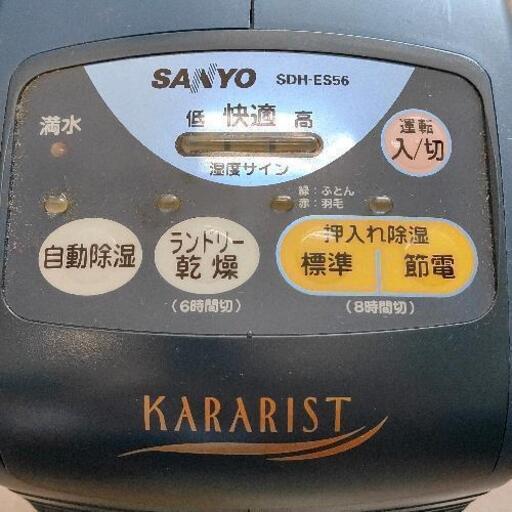 SANYO SDH-ES56
満水
低 快適 高
湿度サイン
運転
入/切
緑：ふとん
赤：羽毛
自動除湿
ランドリー
乾燥
押入れ除湿
標準 節電
（6時間切）
（8時間切）
KARARIST